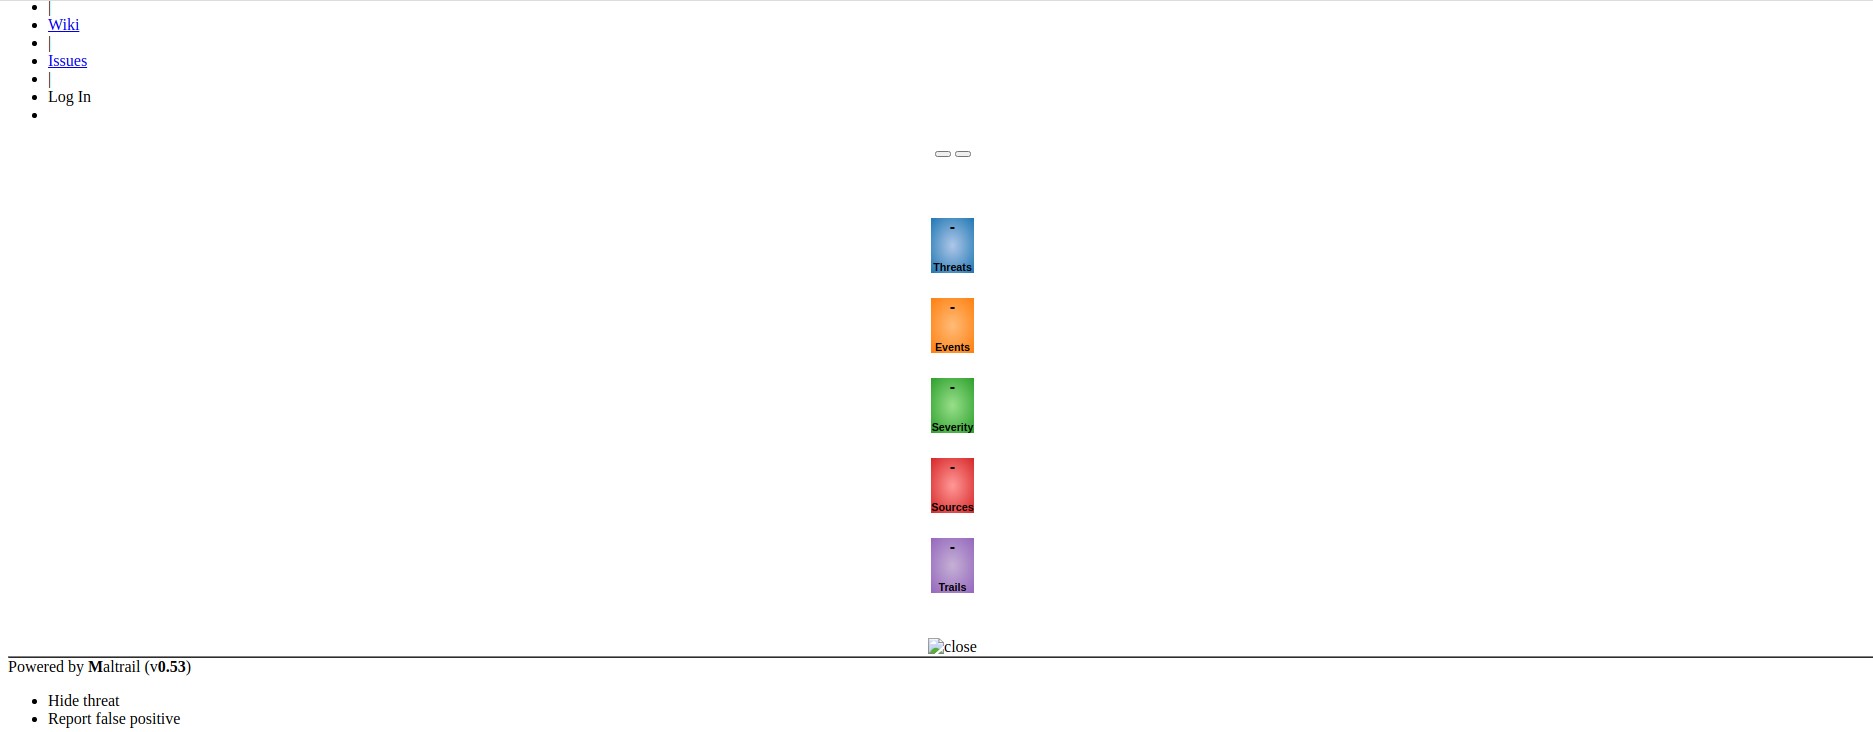 |
Wiki
|
Issues
|
Log In
-
Threats
-
Events
-
Severity
-
Sources
-
Trails
close
Powered by Maltrail (v0.53)
Hide threat
Report false positive